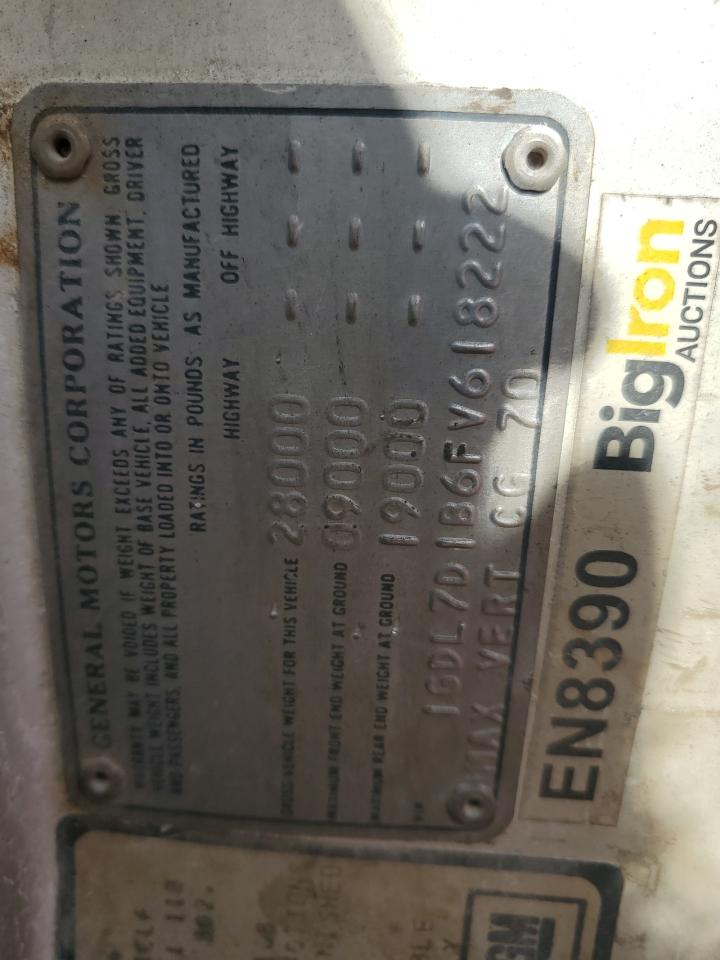 GENERAL MOTORS CORPORATION
WARRANTY MAY BE VOIDED IF WEIGHT EXCEEDS ANY OF RATINGS SHOWN. GROSS
VEHICLE WEIGHT INCLUDES WEIGHT OF BASE VEHICLE, ALL ADDED EQUIPMENT, DRIVER
AND PASSENGERS, AND ALL PROPERTY LOADED INTO OR ONTO VEHICLE
RATINGS IN POUNDS AS MANUFACTURED
HIGHWAY OFF HIGHWAY
GROSS VEHICLE WEIGHT FOR THIS VEHICLE 28000 - - -
MAXIMUM FRONT END WEIGHT AT GROUND 09000 - - -
MAXIMUM REAR END WEIGHT AT GROUND 19000 - - -
VIN 1GDL7D1B6FV618222
MAX VERT CG 70
EN8390 BigIron
AUCTIONS
GM